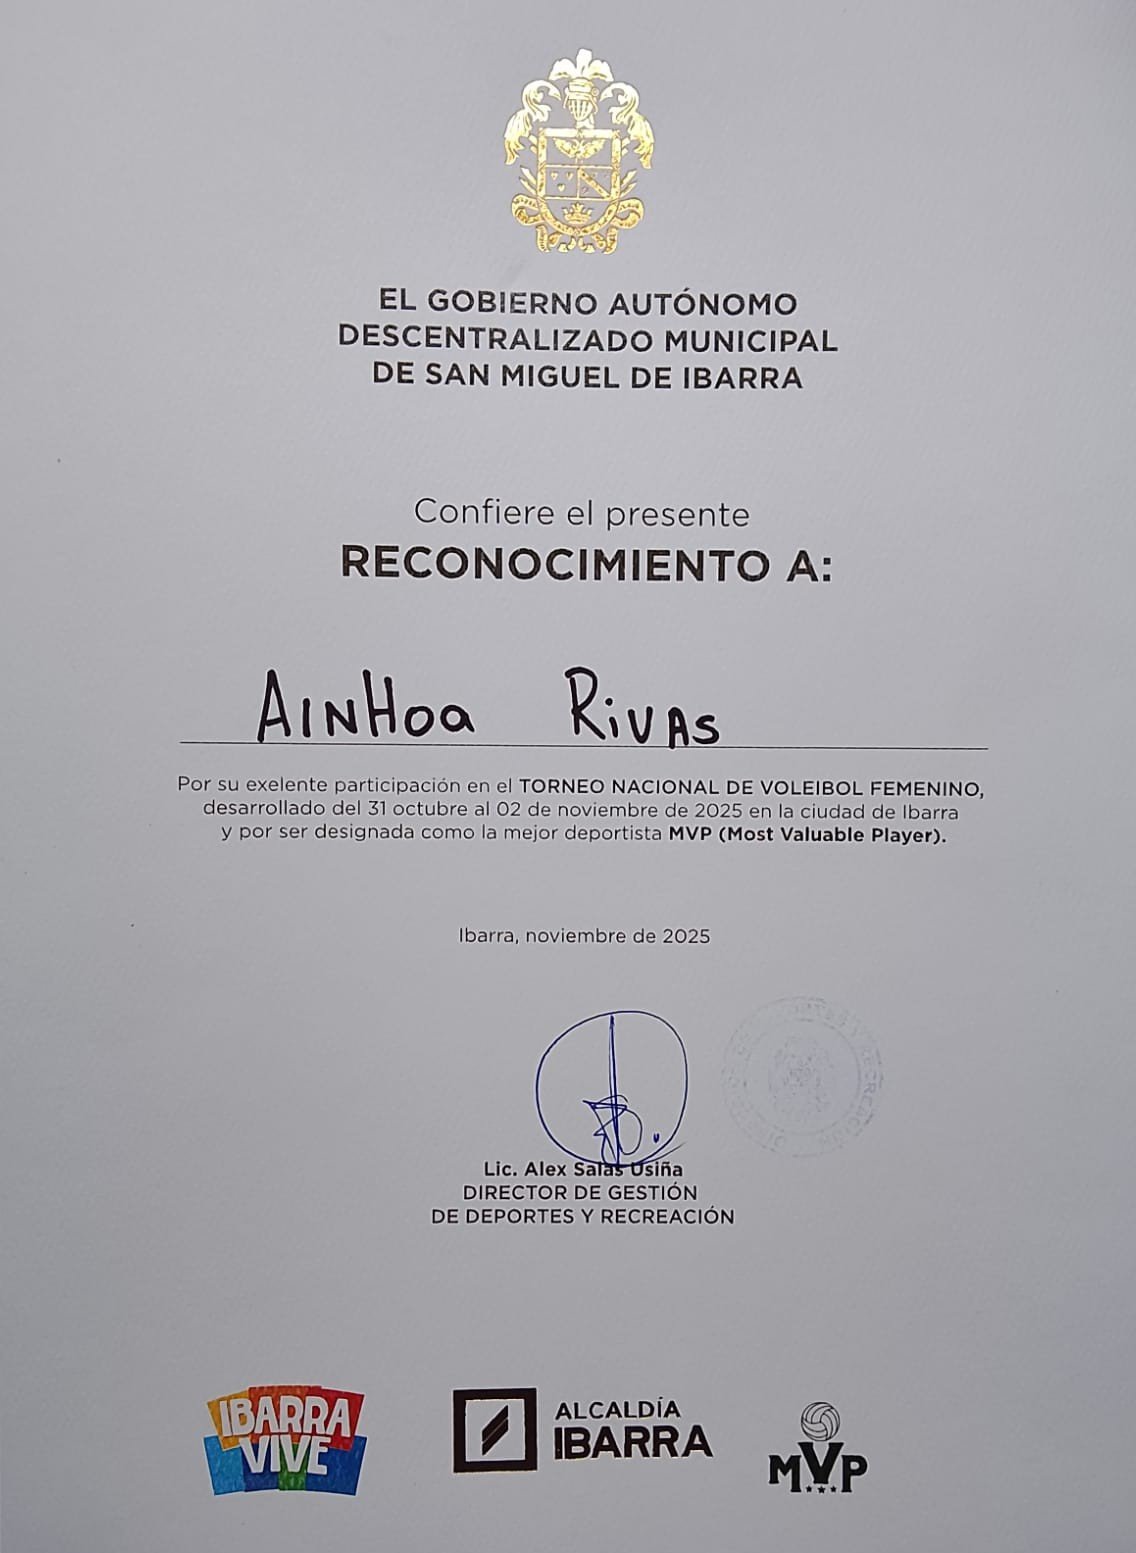 EL GOBIERNO AUTÓNOMO
DESCENTRALIZADO MUNICIPAL
DE SAN MIGUEL DE IBARRA
Confiere el presente
RECONOCIMIENTO A:
AINHOA RIVAS
Por su exelente participación en el TORNEO NACIONAL DE VOLEIBOL FEMENINO,
desarrollado del 31 octubre al 02 de noviembre de 2025 en la ciudad de Ibarra
y por ser designada como la mejor deportista MVP (Most Valuable Player).
Ibarra, noviembre de 2025
Lic. Alex Salas Usiña
DIRECTOR DE GESTIÓN
DE DEPORTES Y RECREACIÓN
IBARRA
VIVE
ALCALDÍA
IBARRA
MVP